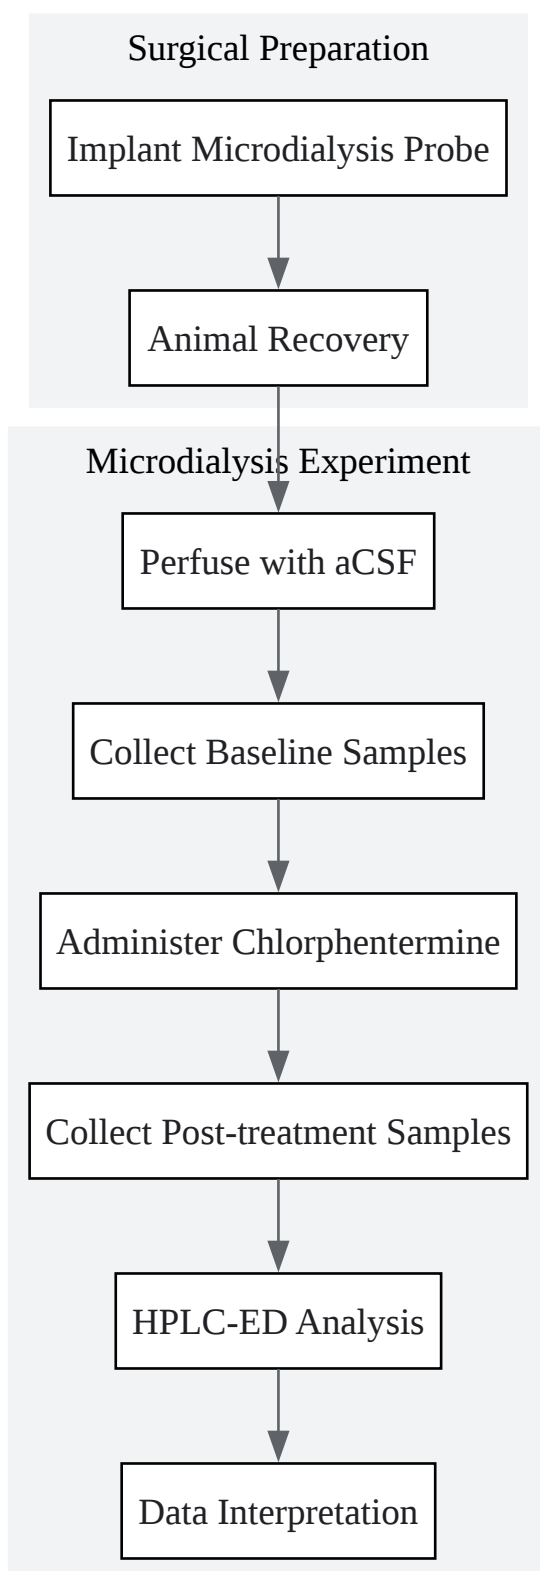 Surgical Preparation
Implant Microdialysis Probe
Animal Recovery
Microdialysis Experiment
Perfuse with aCSF
Collect Baseline Samples
Administer Chlorphentermine
Collect Post-treatment Samples
HPLC-ED Analysis
Data Interpretation